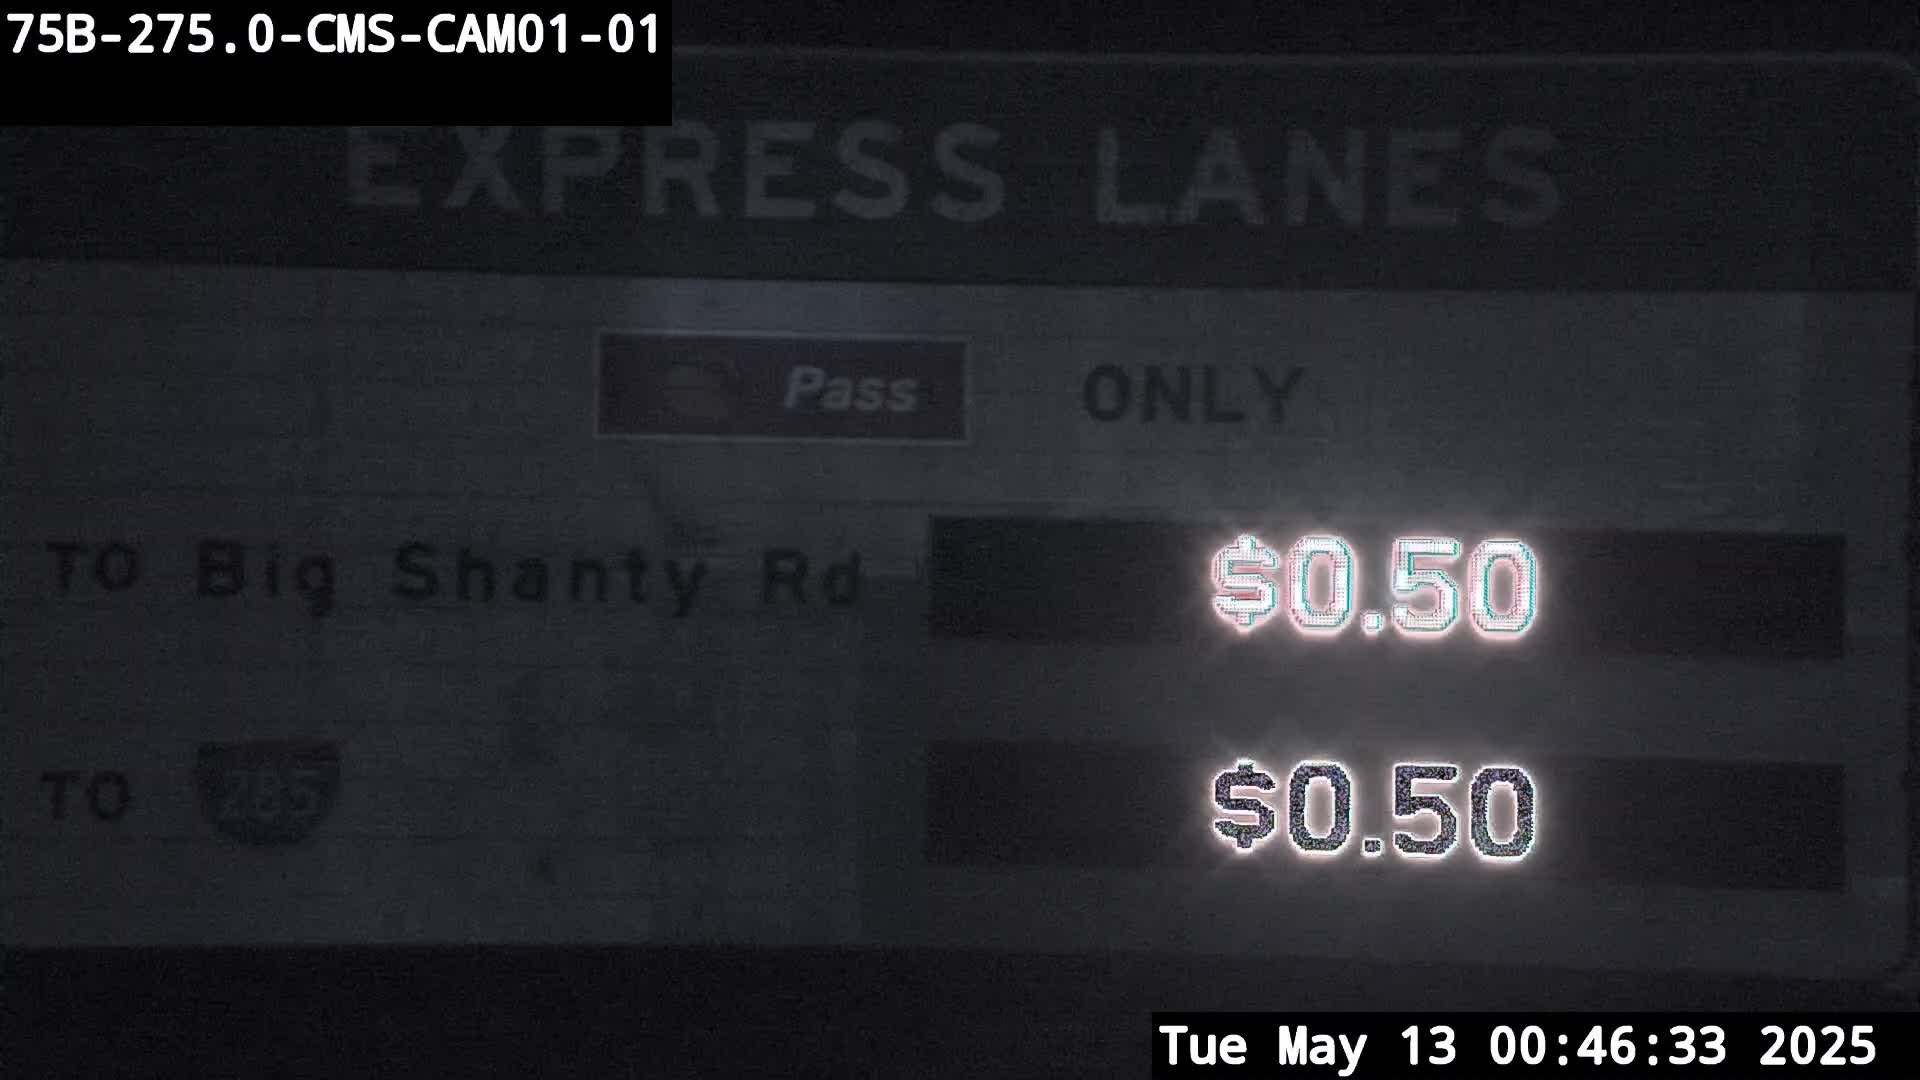 75B-275.0-CMS-CAM01-01
EXPRESS LANES
Pass ONLY
TO Big Shanty Rd $0.50
TO 285 $0.50
Tue May 13 00:46:33 2025